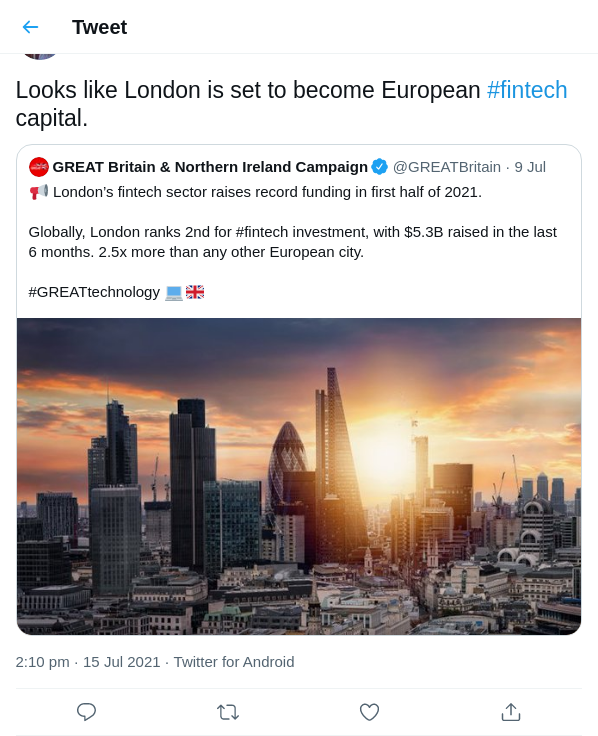 Tweet
Looks like London is set to become European #fintech
capital.
GREAT Britain & Northern Ireland Campaign @GREATBritain · 9 Jul
London's fintech sector raises record funding in first half of 2021.
Globally, London ranks 2nd for #fintech investment, with $5.3B raised in the last
6 months. 2.5x more than any other European city.
#GREATtechnology
2:10 pm · 15 Jul 2021 · Twitter for Android